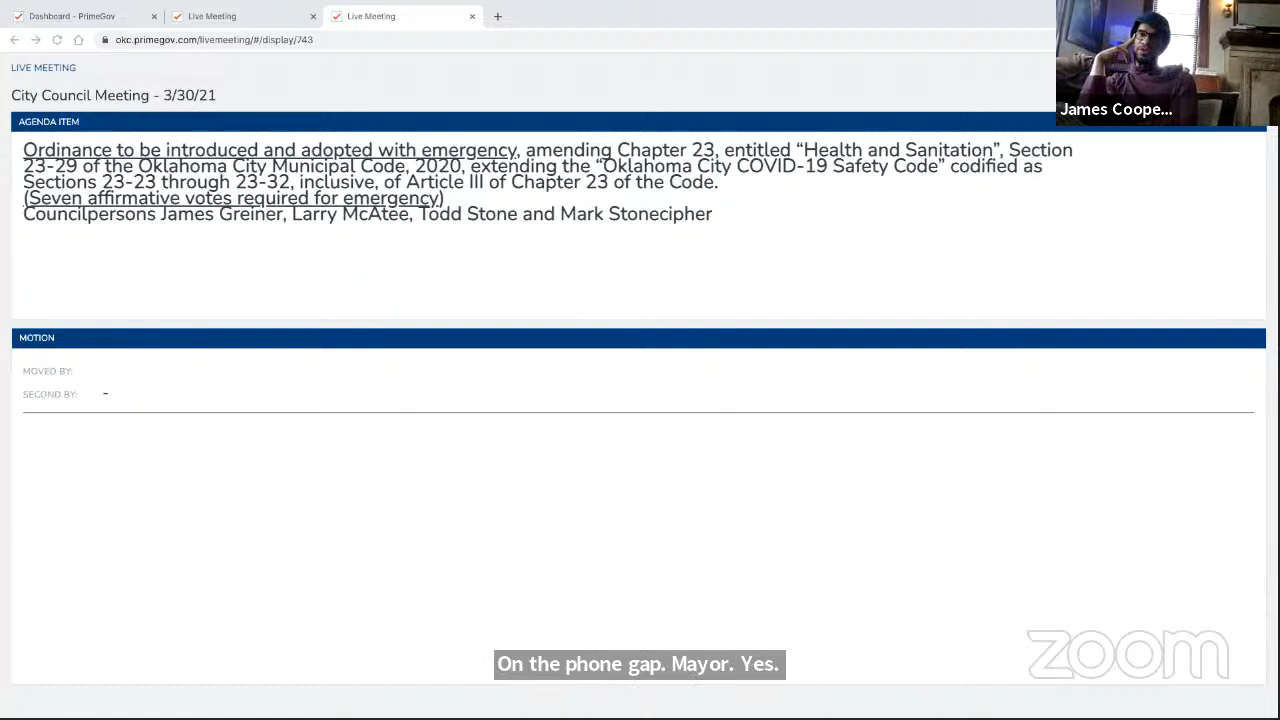 Dashboard - PrimeGov
Live Meeting
Live Meeting
okc.primegov.com/livemeeting/#/display/743
LIVE MEETING
City Council Meeting - 3/30/21
James Coope...
AGENDA ITEM
Ordinance to be introduced and adopted with emergency, amending Chapter 23, entitled “Health and Sanitation”, Section
23-29 of the Oklahoma City Municipal Code, 2020, extending the “Oklahoma City COVID-19 Safety Code” codified as
Sections 23-23 through 23-32, inclusive, of Article III of Chapter 23 of the Code.
(Seven affirmative votes required for emergency)
Councilpersons James Greiner, Larry McAtee, Todd Stone and Mark Stonecipher
MOTION
MOVED BY:
SECOND BY: -
On the phone gap. Mayor. Yes.
zoom